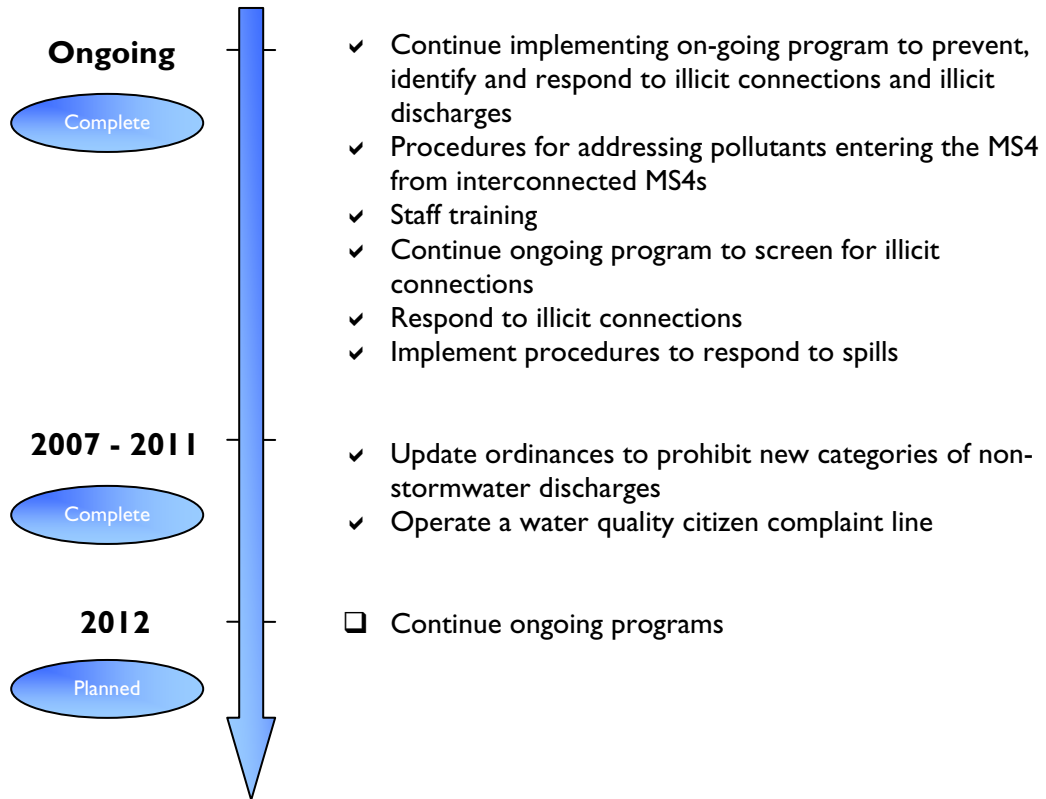 Ongoing
Complete
✓ Continue implementing on-going program to prevent,
identify and respond to illicit connections and illicit
discharges
✓ Procedures for addressing pollutants entering the MS4
from interconnected MS4s
✓ Staff training
✓ Continue ongoing program to screen for illicit
connections
✓ Respond to illicit connections
✓ Implement procedures to respond to spills
2007 - 2011
Complete
✓ Update ordinances to prohibit new categories of non-
stormwater discharges
✓ Operate a water quality citizen complaint line
2012
Planned
❑ Continue ongoing programs